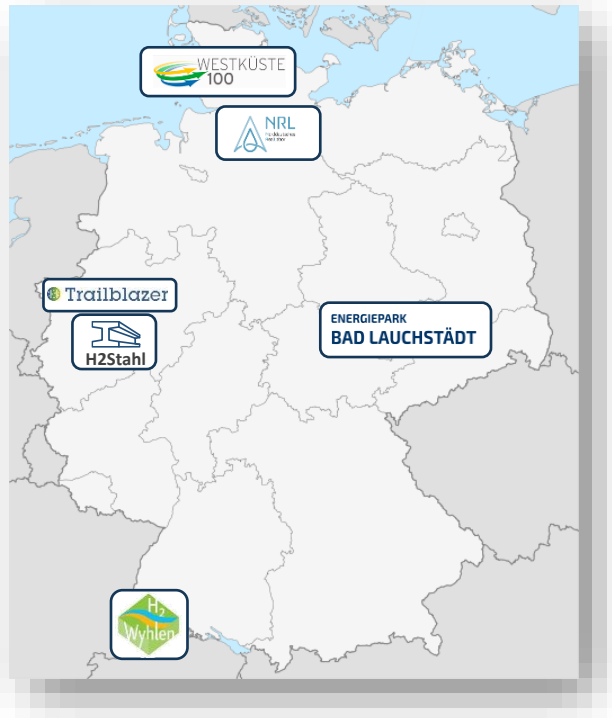 WESTKÜSTE
100
NRL
Trailblazer
H2Stahl
ENERGIEPARK
BAD LAUCHSTÄDT
H2
Wyhlen